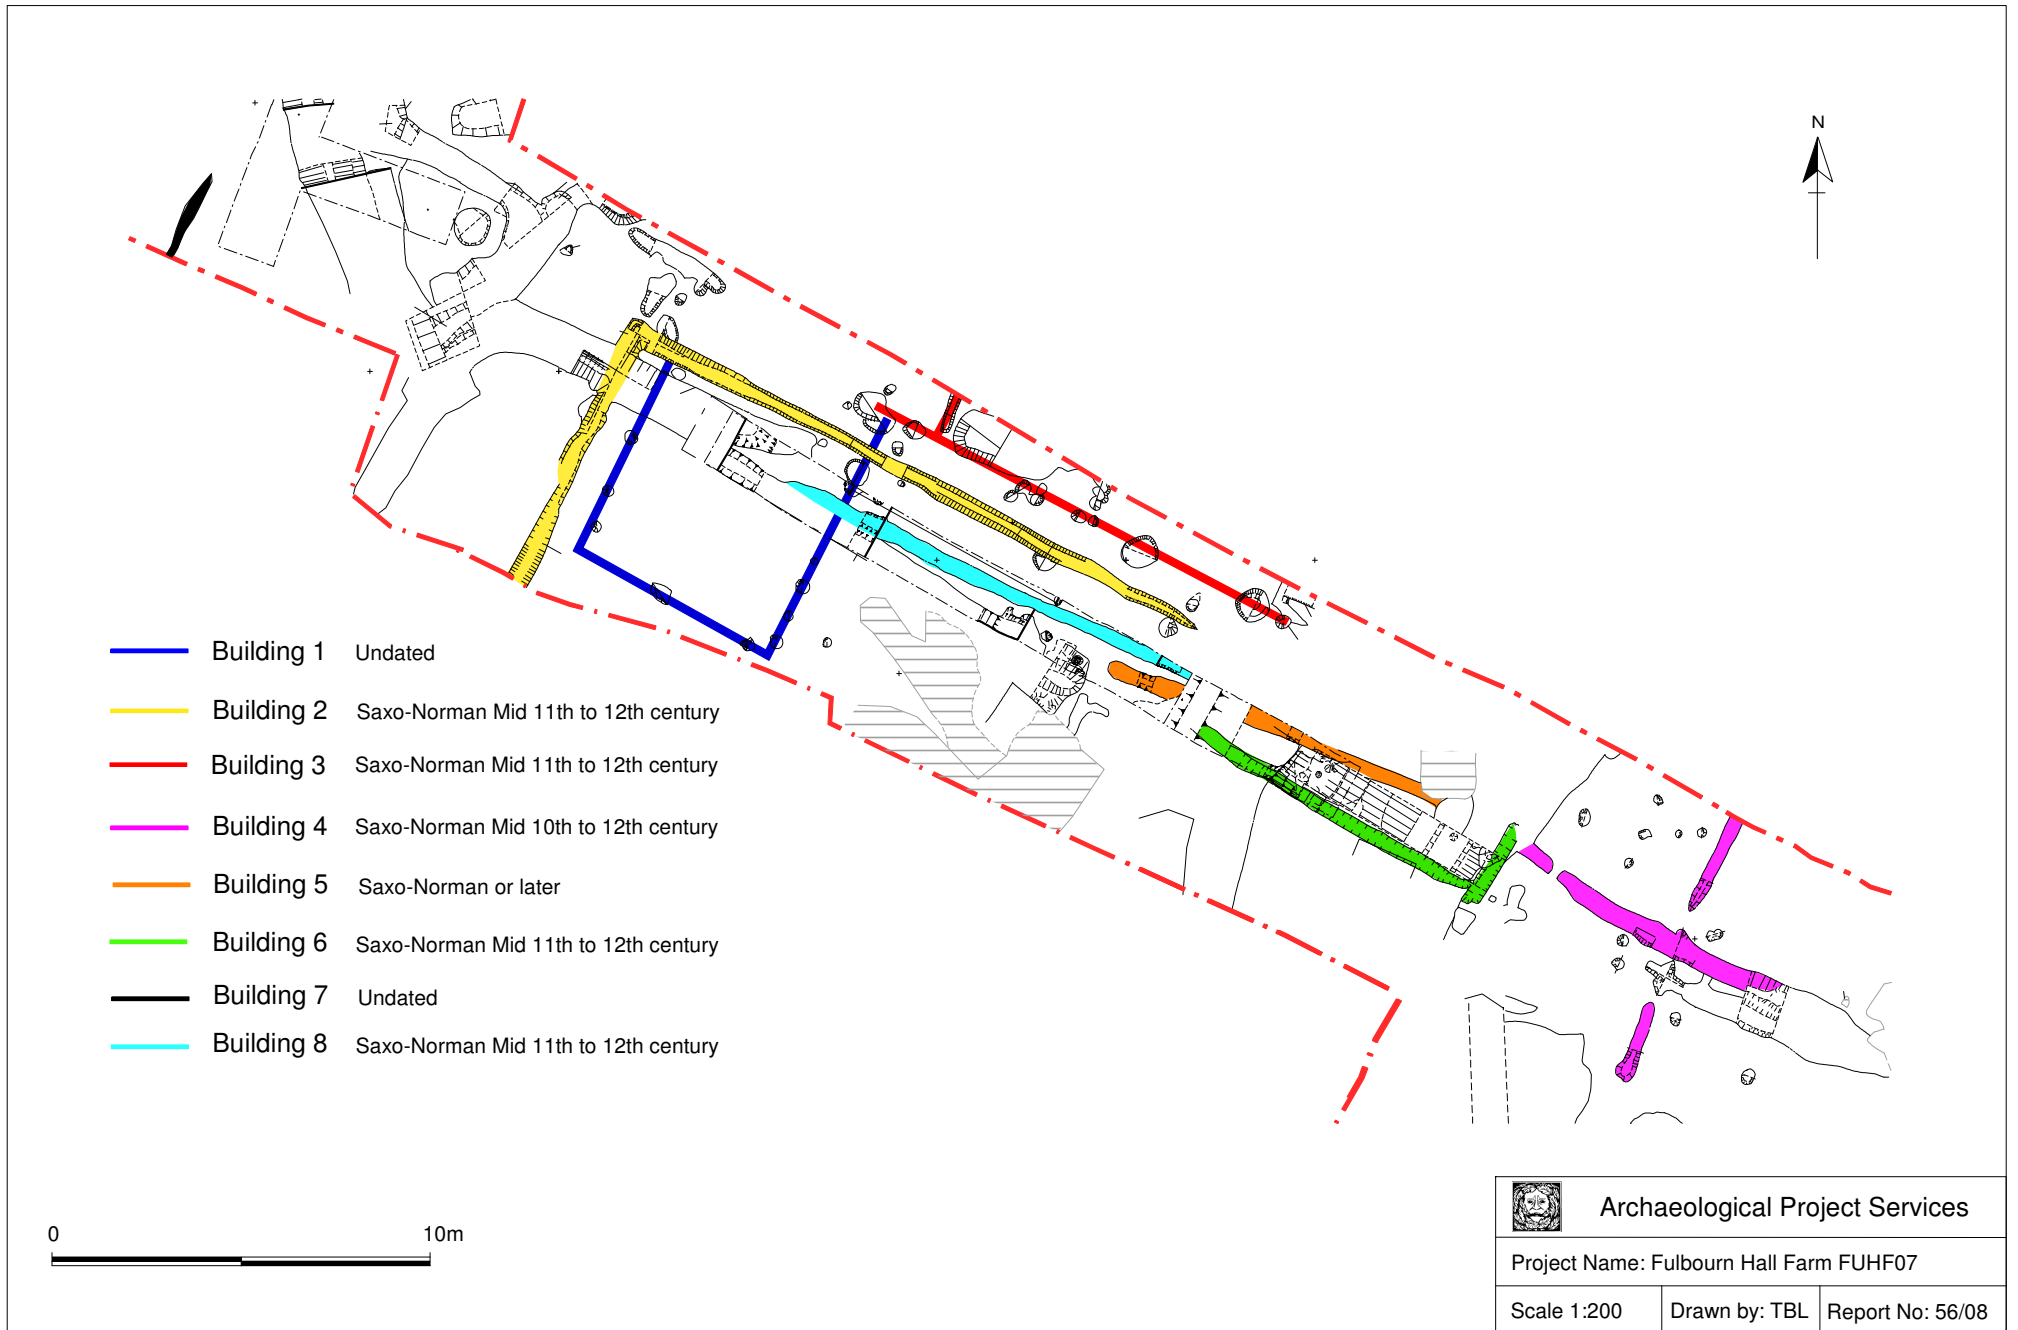 N
Building 1 Undated
Building 2 Saxo-Norman Mid 11th to 12th century
Building 3 Saxo-Norman Mid 11th to 12th century
Building 4 Saxo-Norman Mid 10th to 12th century
Building 5 Saxo-Norman or later
Building 6 Saxo-Norman Mid 11th to 12th century
Building 7 Undated
Building 8 Saxo-Norman Mid 11th to 12th century
0 10m
Archaeological Project Services
Project Name: Fulbourn Hall Farm FUHF07
Scale 1:200 Drawn by: TBL Report No: 56/08